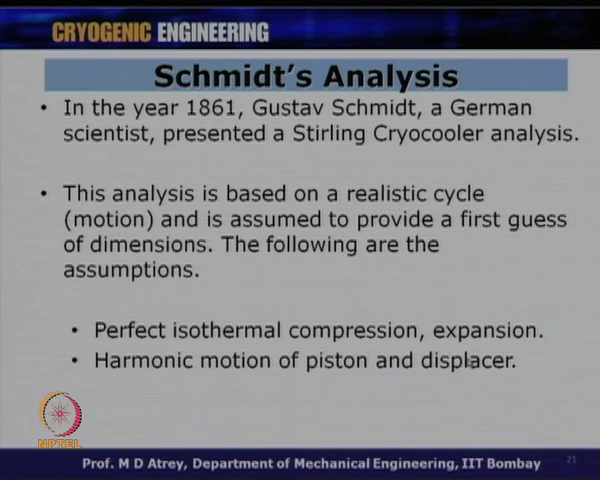 CRYOGENIC ENGINEERING
Schmidt's Analysis
• In the year 1861, Gustav Schmidt, a German
scientist, presented a Stirling Cryocooler analysis.
• This analysis is based on a realistic cycle
(motion) and is assumed to provide a first guess
of dimensions. The following are the
assumptions.
• Perfect isothermal compression, expansion.
• Harmonic motion of piston and displacer.
NPTEL
Prof. M D Atrey, Department of Mechanical Engineering, IIT Bombay
21